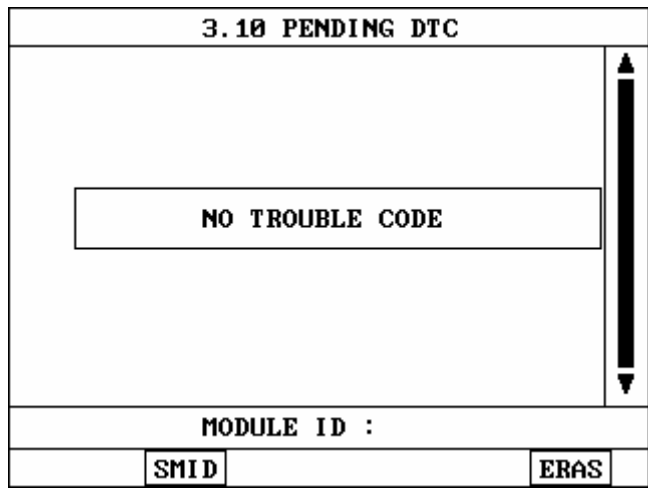 3.10 PENDING DTC
NO TROUBLE CODE
MODULE ID :
SMID ERAS